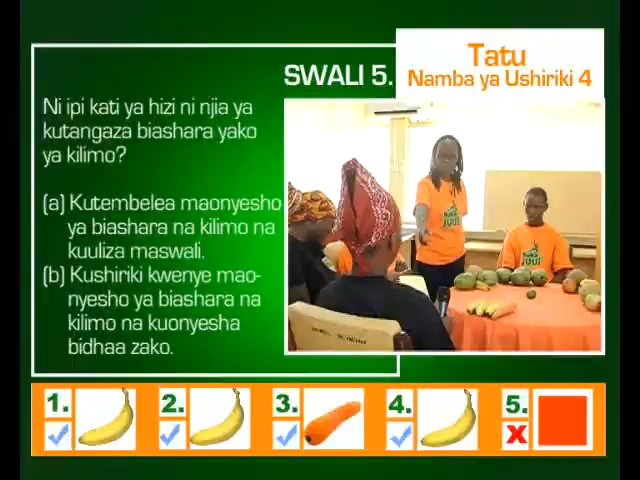 SWALI 5.
Tatu
Namba ya Ushiriki 4
Ni ipi kati ya hizi ni njia ya
kutangaza biashara yako
ya kilimo?
(a) Kutembelea maonyesho
ya biashara na kilimo na
kuuliza maswali.
(b) Kushiriki kwenye mao-
nyesho ya biashara na
kilimo na kuonyesha
bidhaa zako.
1.
2.
3.
4.
5.
X